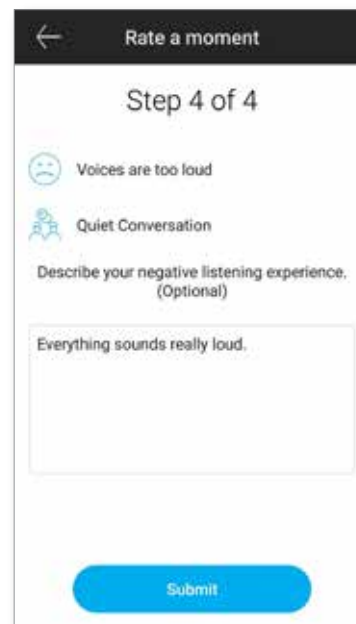 Rate a moment
Step 4 of 4
Voices are too loud
Quiet Conversation
Describe your negative listening experience.
(Optional)
Everything sounds really loud.
Submit